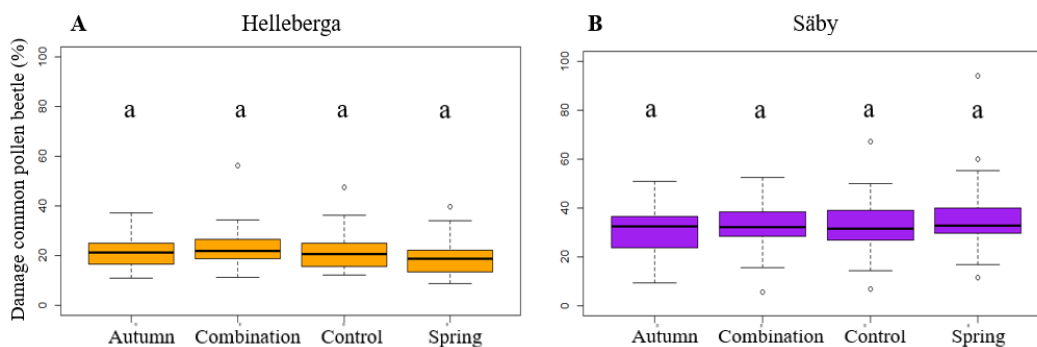 A
Helleberga
Damage common pollen beetle (%)
100
80
60
40
20
0
a a a a
Autumn Combination Control Spring
B
Säby
100
80
60
40
20
0
a a a a
Autumn Combination Control Spring